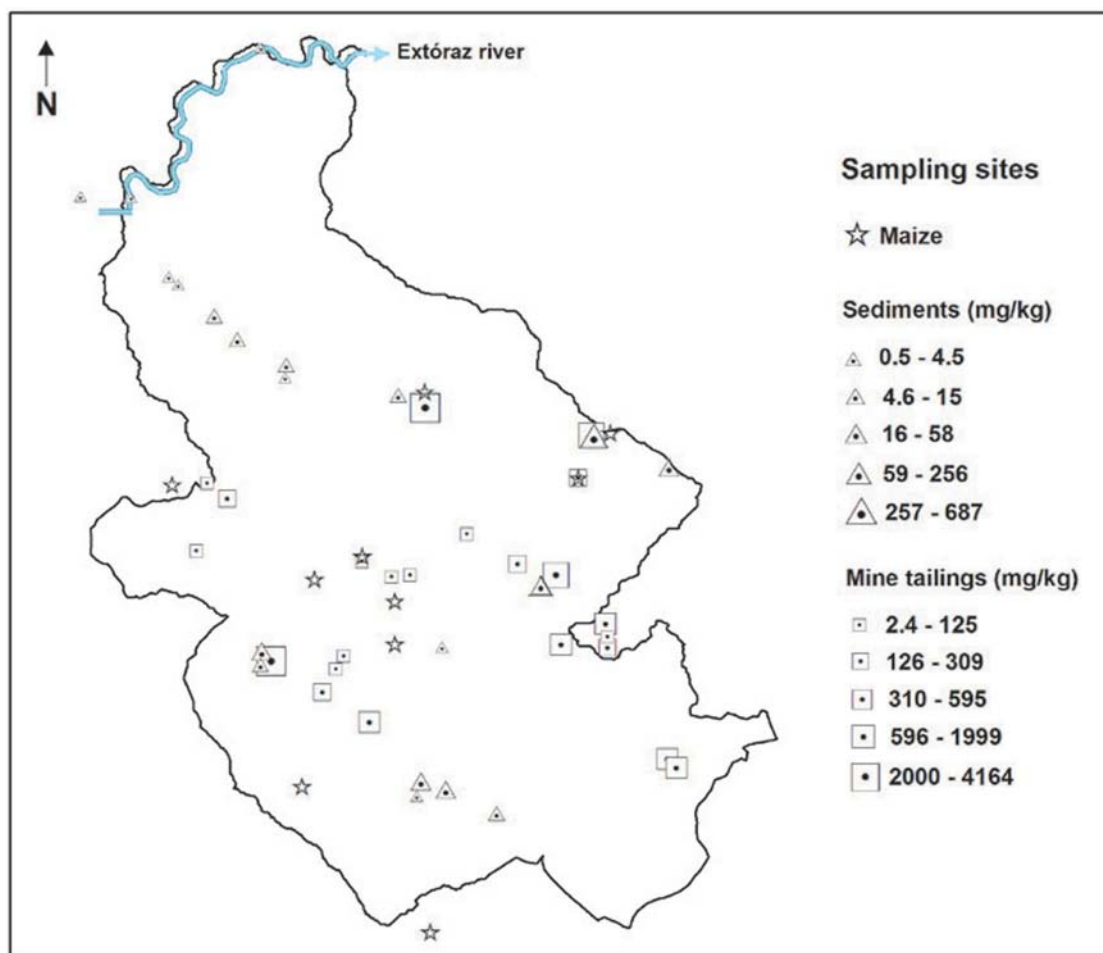 Extóraz river
N
Sampling sites
Maize
Sediments (mg/kg)
0.5 - 4.5
4.6 - 15
16 - 58
59 - 256
257 - 687
Mine tailings (mg/kg)
2.4 - 125
126 - 309
310 - 595
596 - 1999
2000 - 4164